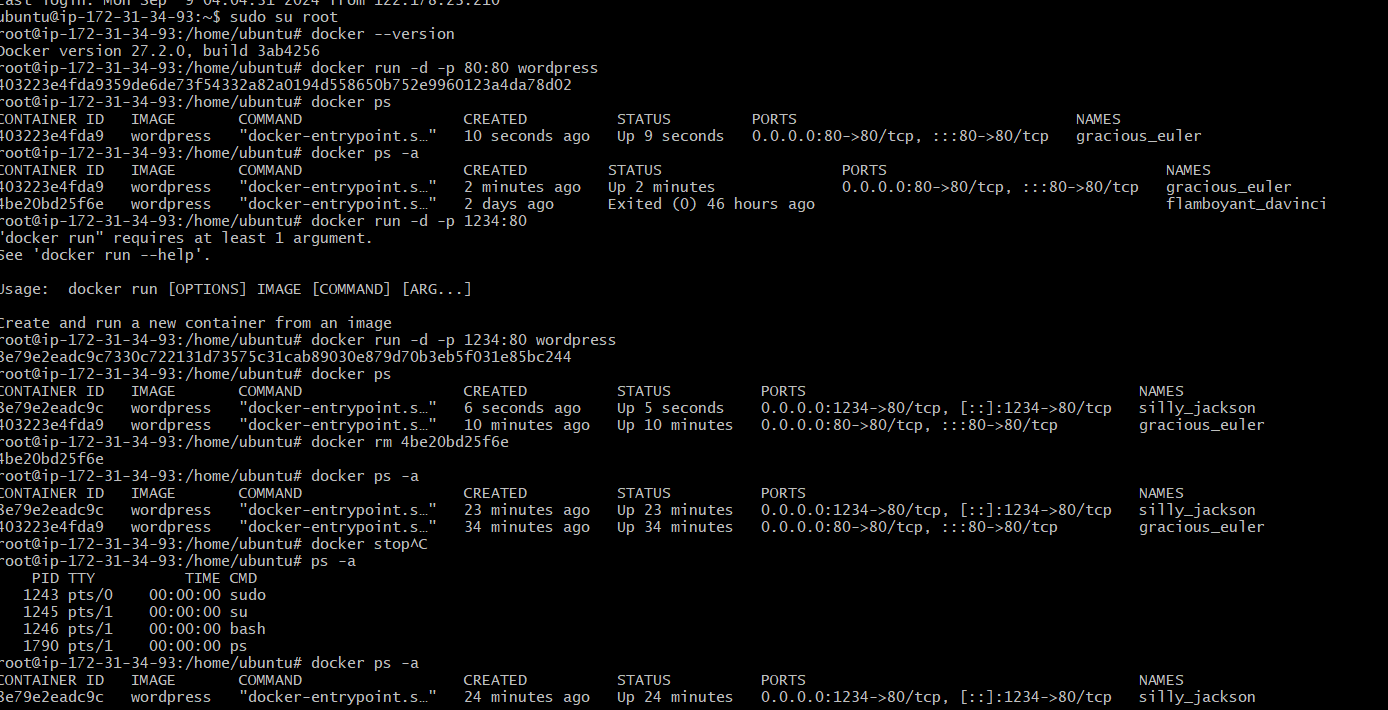 Last login: Mon Sep  9 04:04:31 2024 from 122.178.23.210
ubuntu@ip-172-31-34-93:~$ sudo su root
root@ip-172-31-34-93:/home/ubuntu# docker --version
Docker version 27.2.0, build 3ab4256
root@ip-172-31-34-93:/home/ubuntu# docker run -d -p 80:80 wordpress
403223e4fda9359de6de73f54332a82a0194d558650b752e9960123a4da78d02
root@ip-172-31-34-93:/home/ubuntu# docker ps
CONTAINER ID   IMAGE       COMMAND                  CREATED          STATUS         PORTS                               NAMES
403223e4fda9   wordpress   "docker-entrypoint.s…"   10 seconds ago   Up 9 seconds   0.0.0.0:80->80/tcp, :::80->80/tcp   gracious_euler
root@ip-172-31-34-93:/home/ubuntu# docker ps -a
CONTAINER ID   IMAGE       COMMAND                  CREATED         STATUS                    PORTS                               NAMES
403223e4fda9   wordpress   "docker-entrypoint.s…"   2 minutes ago   Up 2 minutes              0.0.0.0:80->80/tcp, :::80->80/tcp   gracious_euler
4be20bd25f6e   wordpress   "docker-entrypoint.s…"   2 days ago      Exited (0) 46 hours ago                                       flamboyant_davinci
root@ip-172-31-34-93:/home/ubuntu# docker run -d -p 1234:80
"docker run" requires at least 1 argument.
See 'docker run --help'.

Usage:  docker run [OPTIONS] IMAGE [COMMAND] [ARG...]

Create and run a new container from an image
root@ip-172-31-34-93:/home/ubuntu# docker run -d -p 1234:80 wordpress
8e79e2eadc9c7330c722131d73575c31cab89030e879d70b3eb5f031e85bc244
root@ip-172-31-34-93:/home/ubuntu# docker ps
CONTAINER ID   IMAGE       COMMAND                  CREATED          STATUS          PORTS                                     NAMES
8e79e2eadc9c   wordpress   "docker-entrypoint.s…"   6 seconds ago    Up 5 seconds    0.0.0.0:1234->80/tcp, [::]:1234->80/tcp   silly_jackson
403223e4fda9   wordpress   "docker-entrypoint.s…"   10 minutes ago   Up 10 minutes   0.0.0.0:80->80/tcp, :::80->80/tcp         gracious_euler
root@ip-172-31-34-93:/home/ubuntu# docker rm 4be20bd25f6e
4be20bd25f6e
root@ip-172-31-34-93:/home/ubuntu# docker ps -a
CONTAINER ID   IMAGE       COMMAND                  CREATED          STATUS          PORTS                                     NAMES
8e79e2eadc9c   wordpress   "docker-entrypoint.s…"   23 minutes ago   Up 23 minutes   0.0.0.0:1234->80/tcp, [::]:1234->80/tcp   silly_jackson
403223e4fda9   wordpress   "docker-entrypoint.s…"   34 minutes ago   Up 34 minutes   0.0.0.0:80->80/tcp, :::80->80/tcp         gracious_euler
root@ip-172-31-34-93:/home/ubuntu# docker stop^C
root@ip-172-31-34-93:/home/ubuntu# ps -a
    PID TTY          TIME CMD
   1243 pts/0    00:00:00 sudo
   1245 pts/1    00:00:00 su
   1246 pts/1    00:00:00 bash
   1790 pts/1    00:00:00 ps
root@ip-172-31-34-93:/home/ubuntu# docker ps -a
CONTAINER ID   IMAGE       COMMAND                  CREATED          STATUS          PORTS                                     NAMES
8e79e2eadc9c   wordpress   "docker-entrypoint.s…"   24 minutes ago   Up 24 minutes   0.0.0.0:1234->80/tcp, [::]:1234->80/tcp   silly_jackson